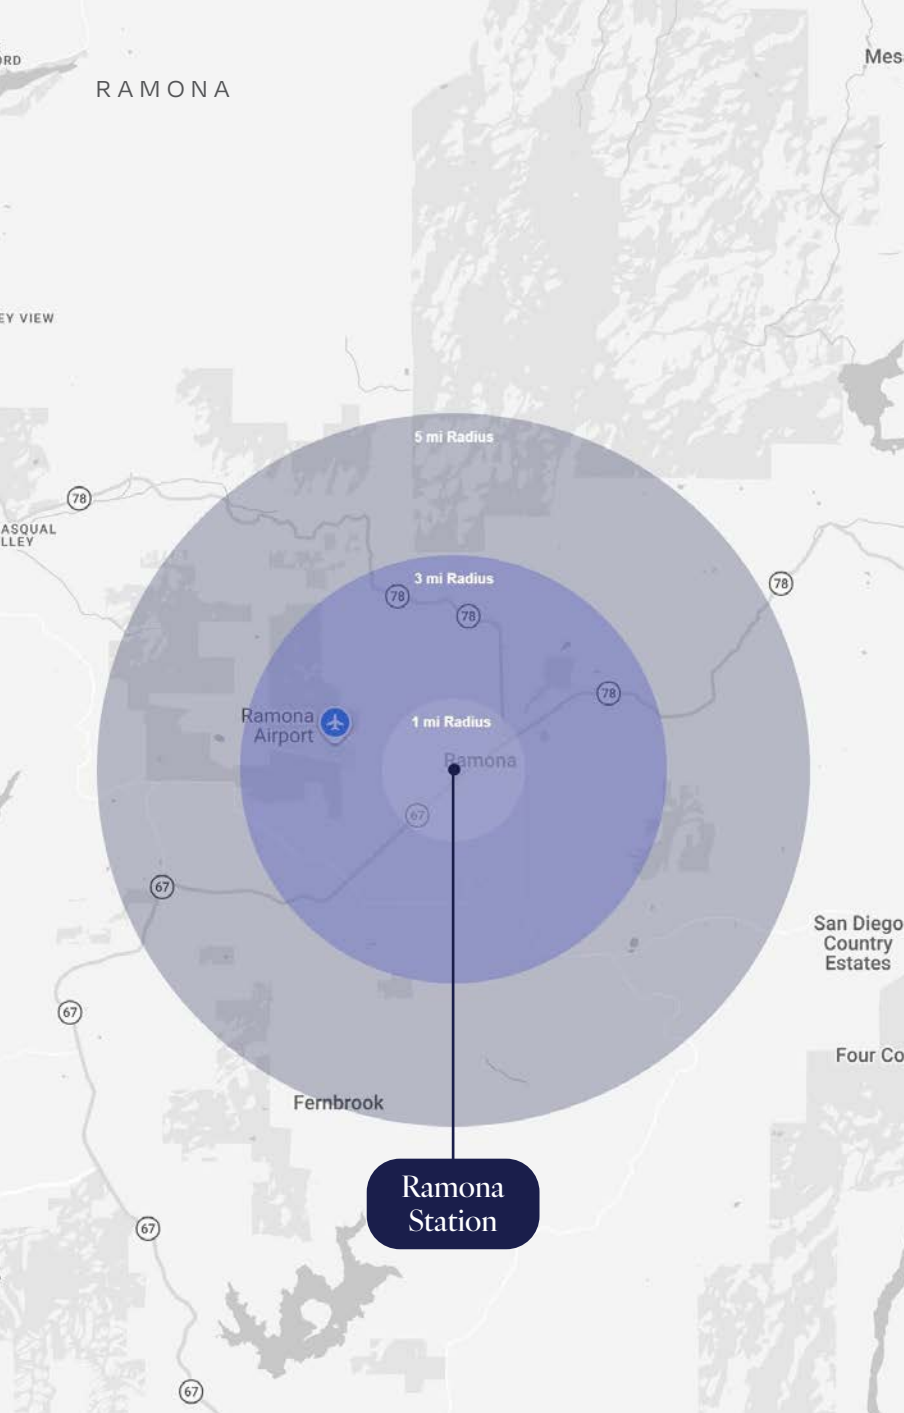 ORD
RAMONA
Mes
EY VIEW
5 mi Radius
78
ASQUAL
LLEY
3 mi Radius
78
78
78
78
Ramona
Airport
1 mi Radius
Ramona
67
67
San Diego
Country
Estates
67
Four Co
Fernbrook
Ramona
Station
67
67